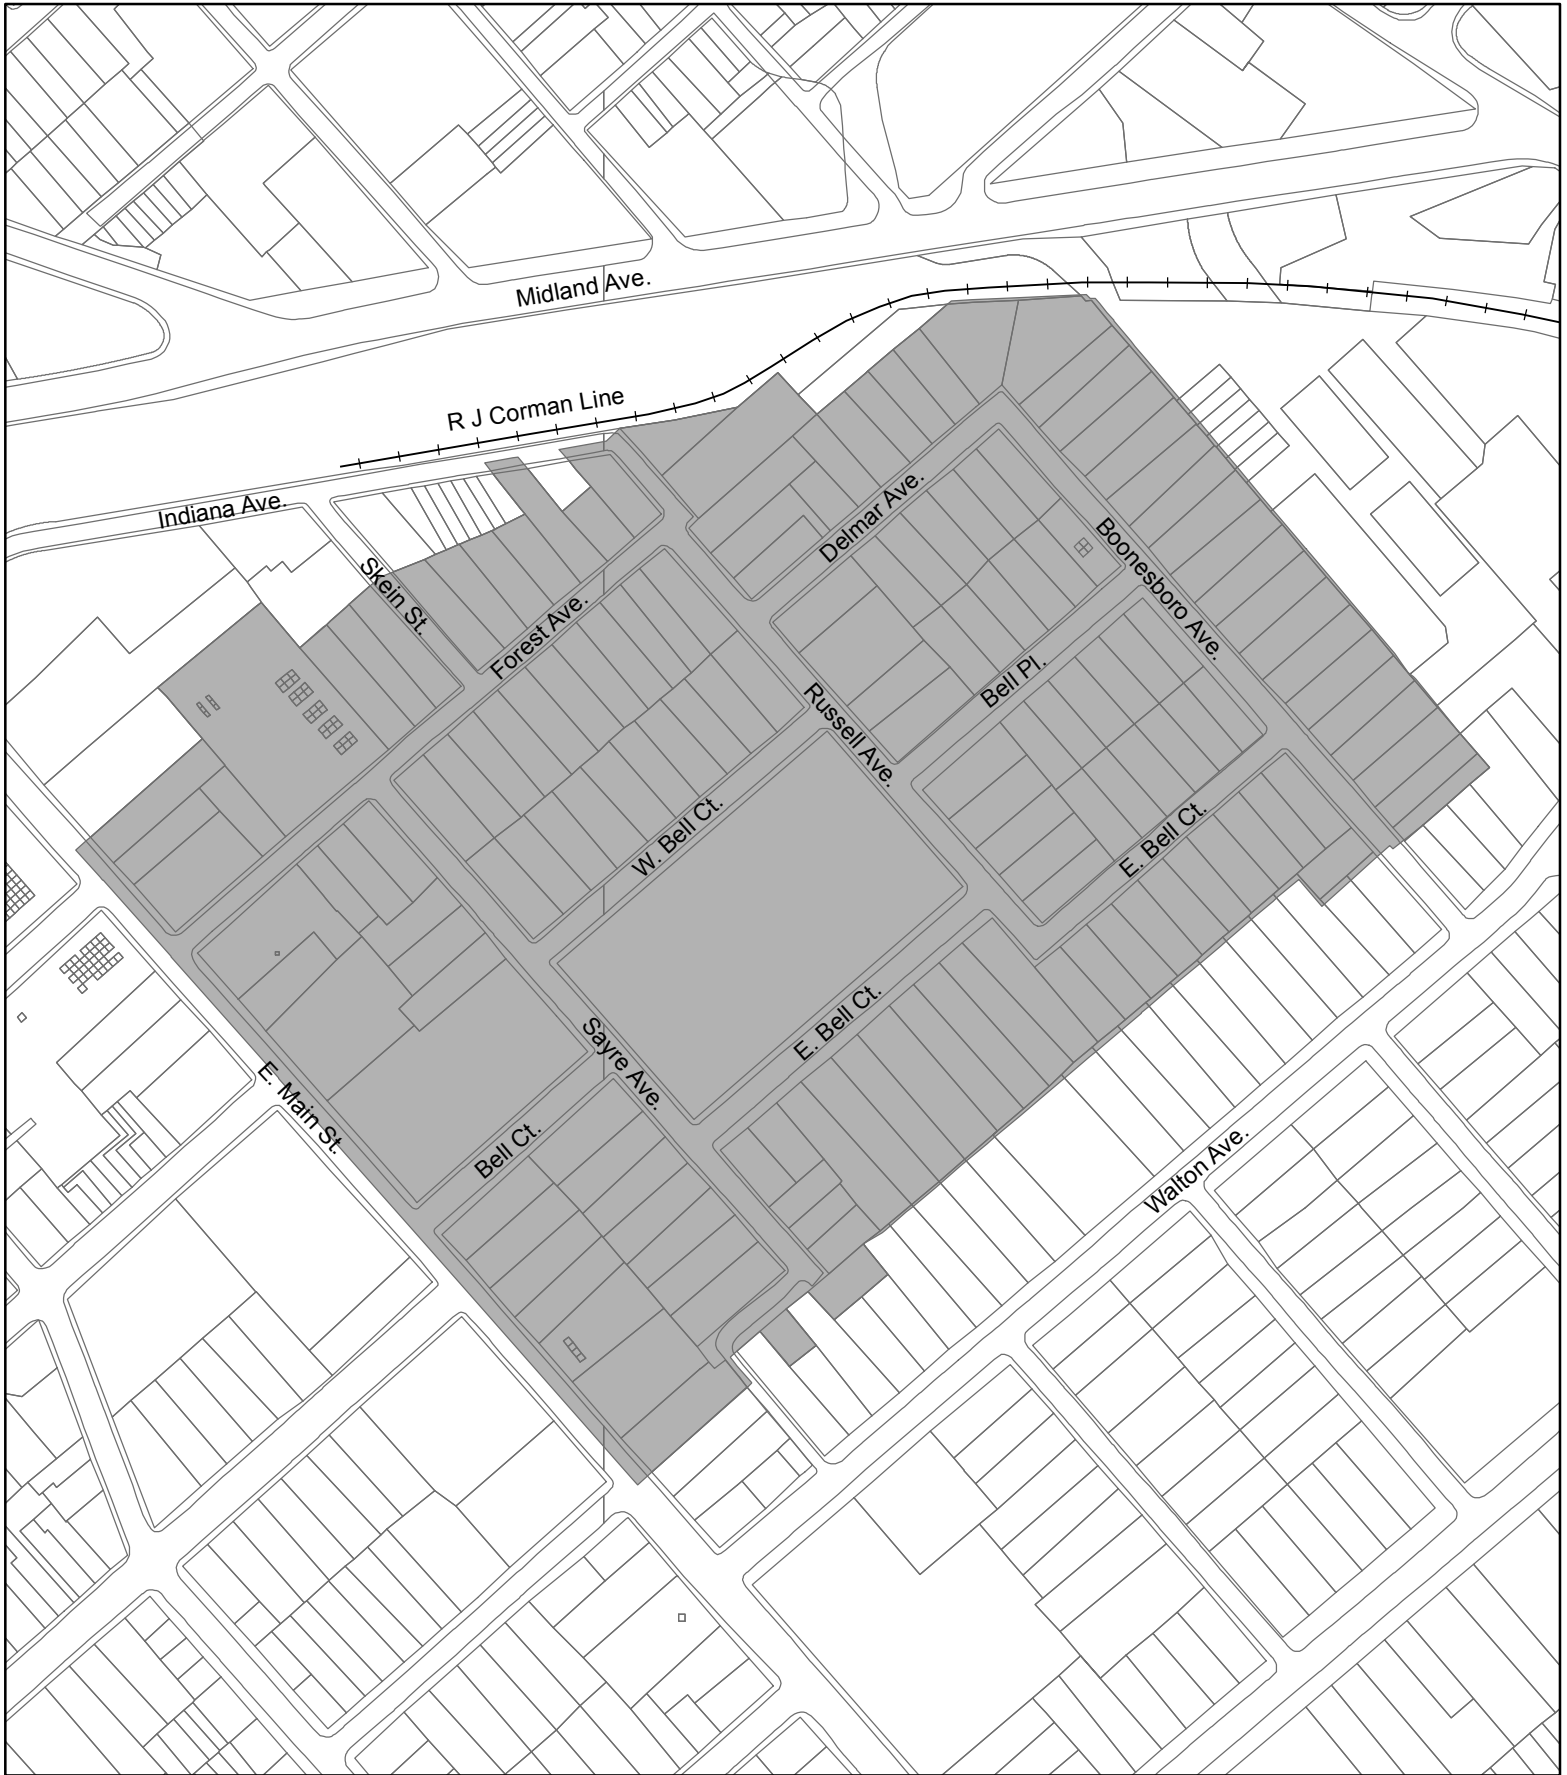 Midland Ave.
R J Corman Line
Indiana Ave.
Delmar Ave.
Boonesboro Ave.
Skein St.
Forest Ave.
Bell Pl.
Russell Ave.
W. Bell Ct.
E. Bell Ct.
E. Bell Ct.
Sayre Ave.
E. Main St.
Bell Ct.
Walton Ave.